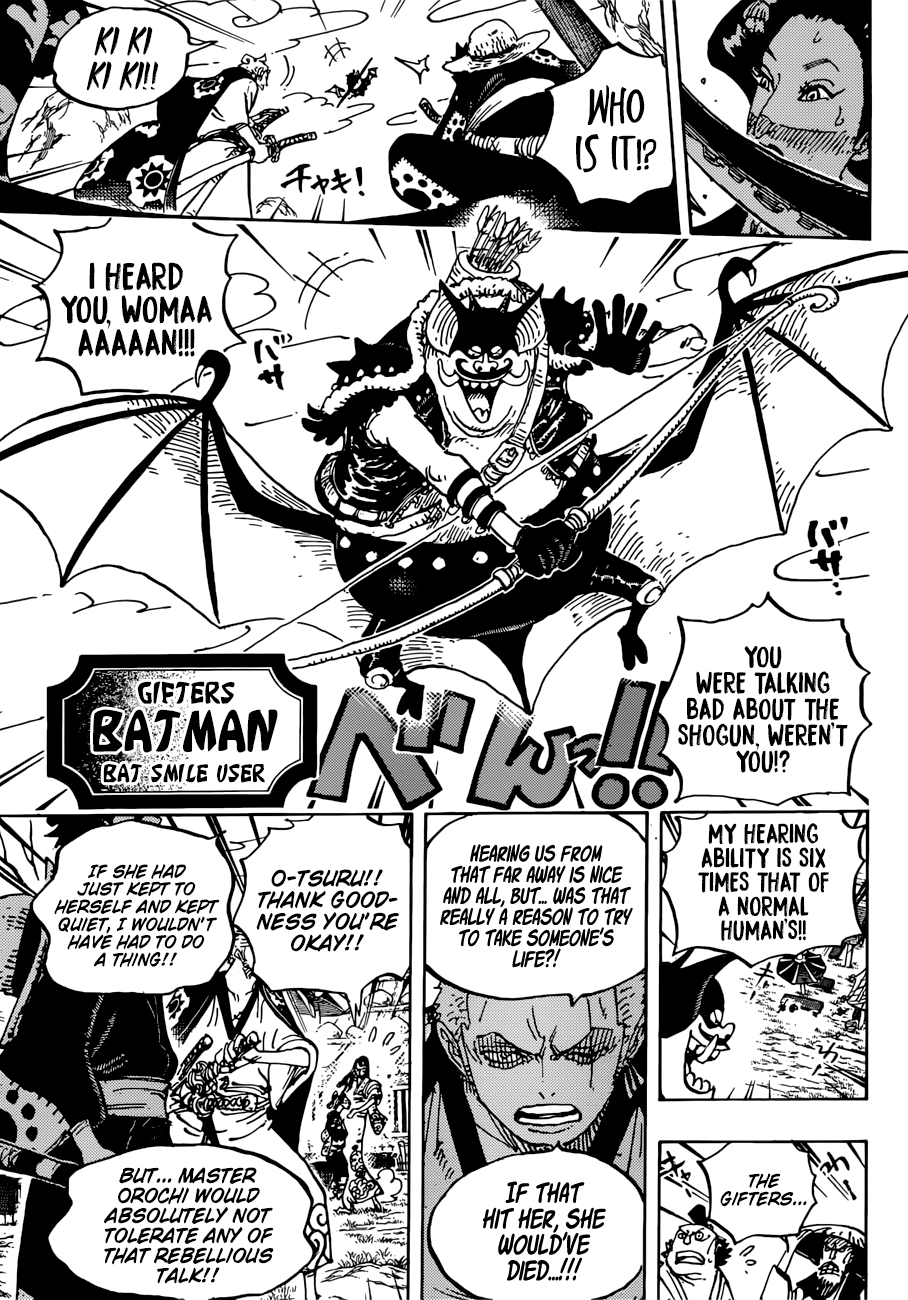 WHO
IS IT!?
KI KI
KI KI!!
チャキ!
I HEARD
YOU, WOMAA
AAAAAN!!!
バサ
バサ
YOU
WERE TALKING
BAD ABOUT THE
SHOGUN, WEREN'T
YOU!?
GIFTERS
BATMAN
BAT SMILE USER
べんっ!!
MY HEARING
ABILITY IS SIX
TIMES THAT OF
A NORMAL
HUMAN'S!!
THE
GIFTERS...
HEARING US FROM
THAT FAR AWAY IS NICE
AND ALL, BUT... WAS THAT
REALLY A REASON TO TRY
TO TAKE SOMEONE'S
LIFE?!
IF THAT
HIT HER, SHE
WOULD'VE
DIED...!!!
O-TSURU!!
THANK GOOD-
NESS YOU'RE
OKAY!!
IF SHE HAD
JUST KEPT TO
HERSELF AND KEPT
QUIET, I WOULDN'T
HAVE HAD TO DO
A THING!!
BUT... MASTER
OROCHI WOULD
ABSOLUTELY NOT
TOLERATE ANY OF
THAT REBELLIOUS
TALK!!